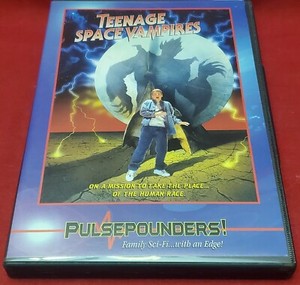 TEENAGE
SPACE VAMPIRES
ON A MISSION TO TAKE THE PLACE...
OF THE HUMAN RACE
PULSEPOUNDERS!
Family Sci-Fi...with an Edge!